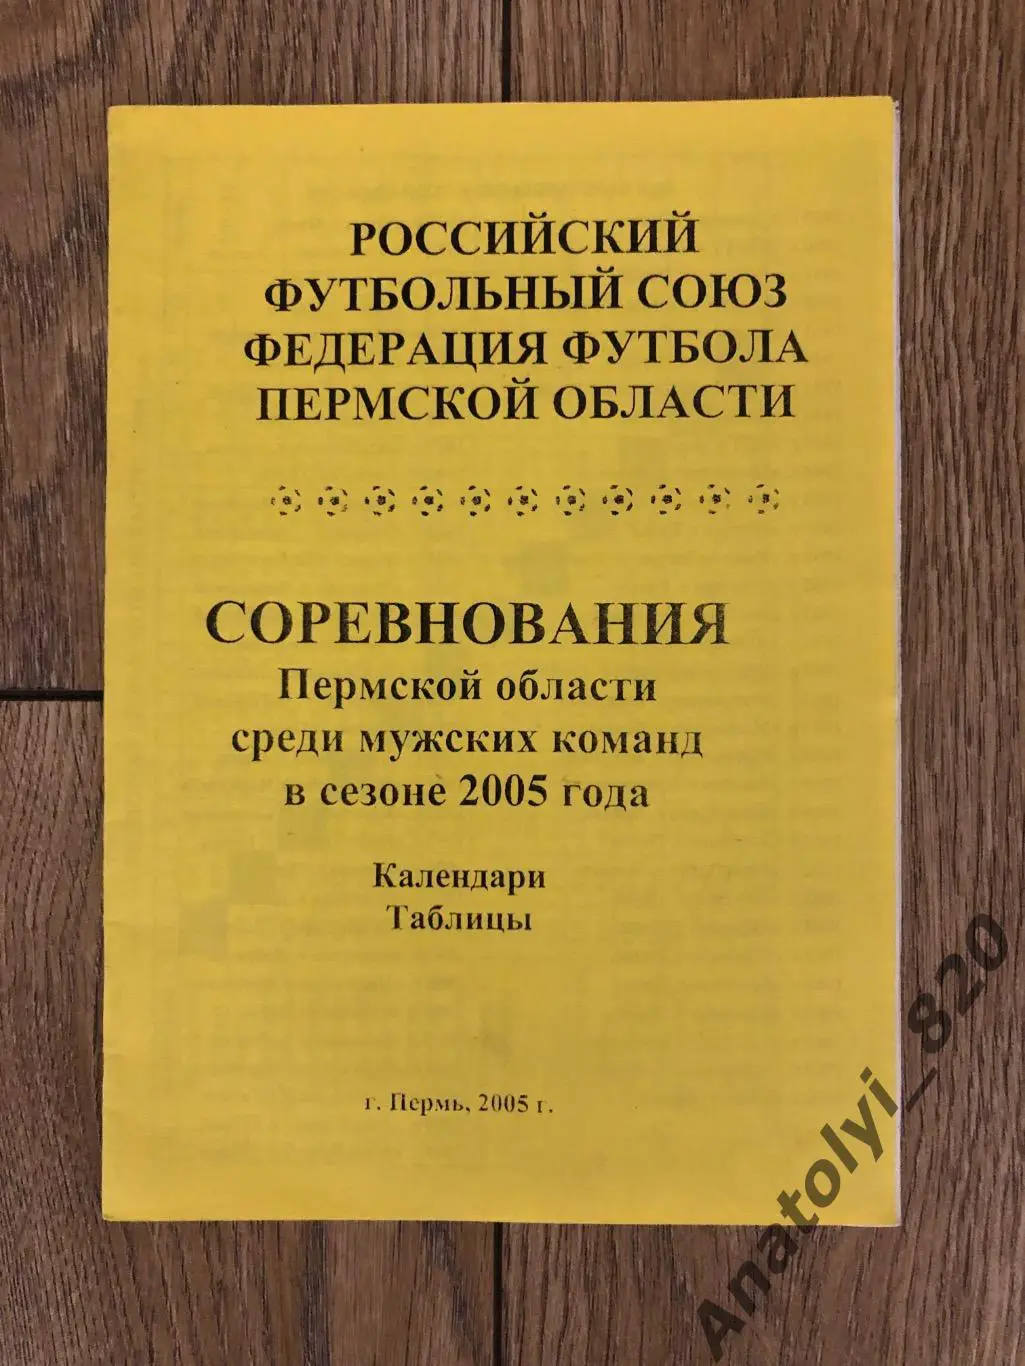 РОССИЙСКИЙ
ФУТБОЛЬНЫЙ СОЮЗ
ФЕДЕРАЦИЯ ФУТБОЛА
ПЕРМСКОЙ ОБЛАСТИ
СОРЕВНОВАНИЯ
Пермской области
среди мужских команд
в сезоне 2005 года
Календари
Таблицы
г. Пермь, 2005 г.
Anatolyi_820